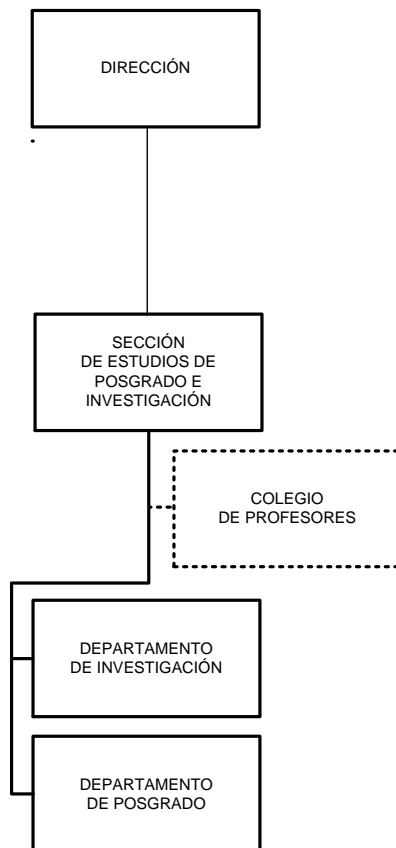 DIRECCIÓN
SECCIÓN
DE ESTUDIOS DE
POSGRADO E
INVESTIGACIÓN
COLEGIO
DE PROFESORES
DEPARTAMENTO
DE INVESTIGACIÓN
DEPARTAMENTO
DE POSGRADO